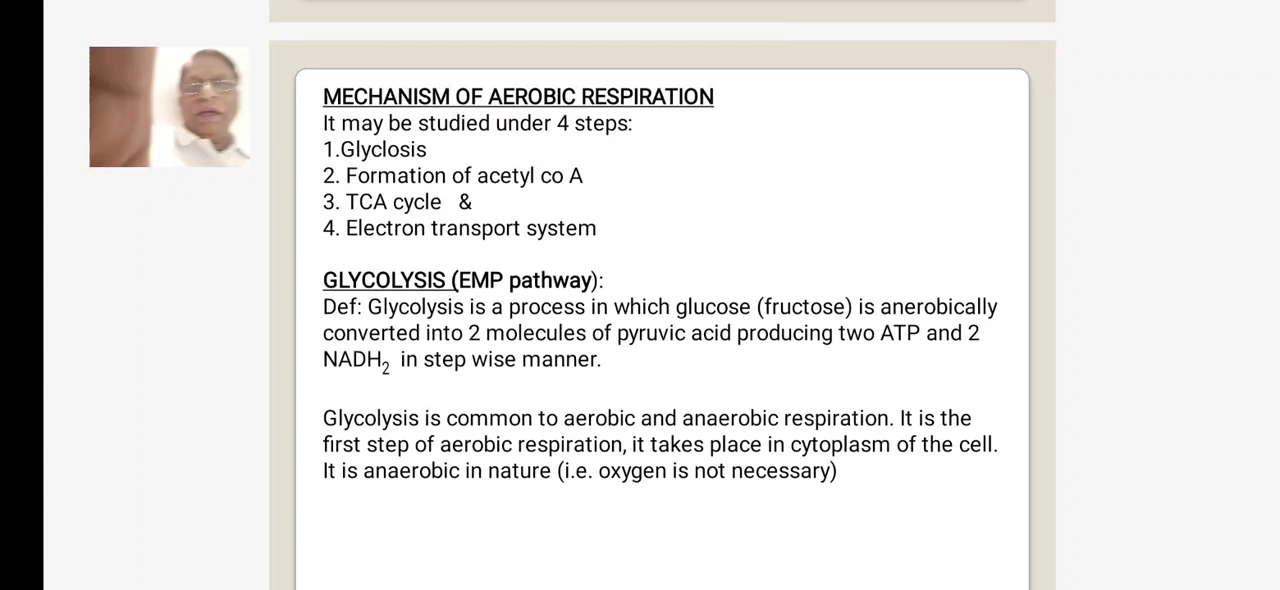 MECHANISM OF AEROBIC RESPIRATION
It may be studied under 4 steps:
1.Glyclosis
2. Formation of acetyl co A
3. TCA cycle &
4. Electron transport system
GLYCOLYSIS (EMP pathway):
Def: Glycolysis is a process in which glucose (fructose) is anerobically
converted into 2 molecules of pyruvic acid producing two ATP and 2
NADH₂ in step wise manner.
Glycolysis is common to aerobic and anaerobic respiration. It is the
first step of aerobic respiration, it takes place in cytoplasm of the cell.
It is anaerobic in nature (i.e. oxygen is not necessary)